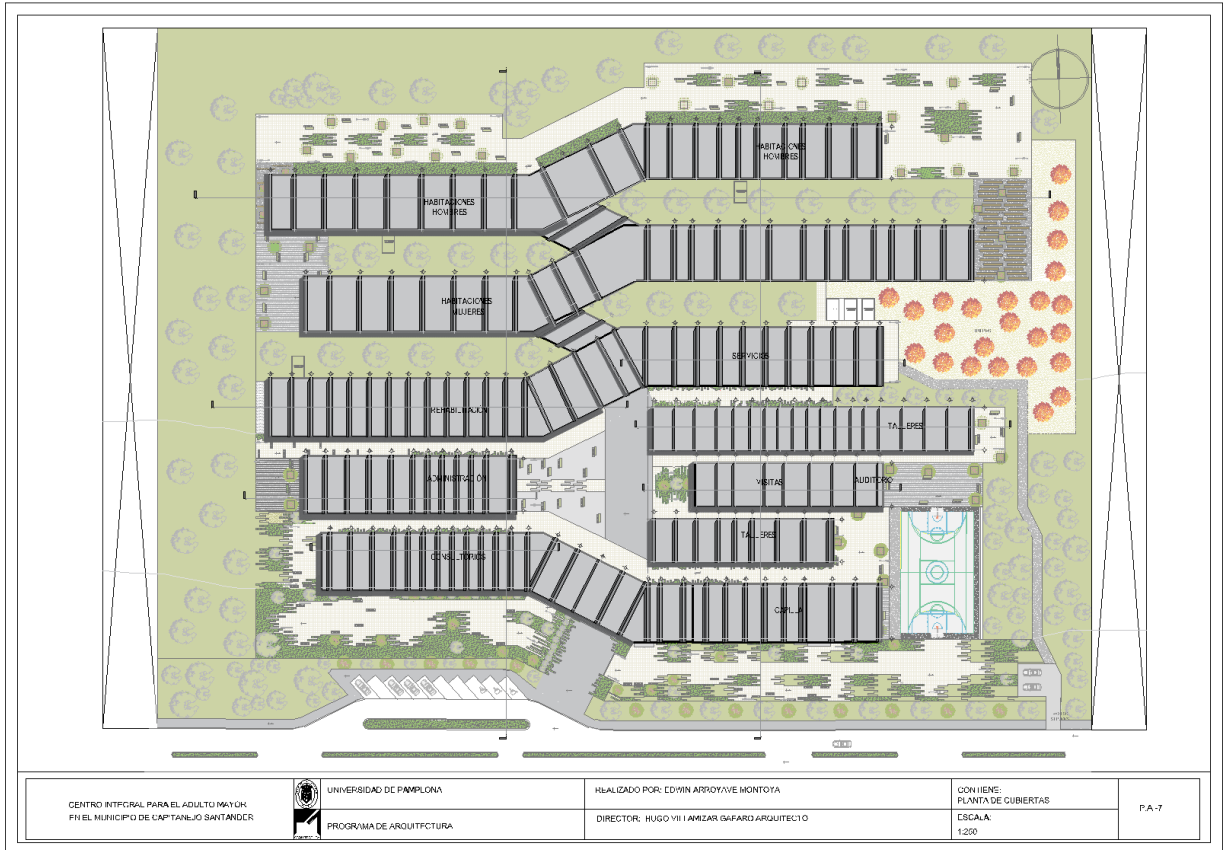 HABITACIONES
HOMBRES
HABITACIONES
HOMBRES
HABITACIONES
MUJERES
SERVICIOS
REHABILITACIÓN
TALLERES
ADMINISTRACIÓN
VISITAS
AUDITORIO
TALLERES
CONSULTORIOS
CAPILLA
CENTRO INTEGRAL PARA EL ADULTO MAYOR
EN EL MUNICIPIO DE CAPITANEJO SANTANDER
UNIVERSIDAD DE PAMPLONA
PROGRAMA DE ARQUITECTURA
REALIZADO POR: EDWIN ARROYAVE MONTOYA
DIRECTOR: HUGO VILLAMIZAR GAFARO ARQUITECTO
CONTIENE:
PLANTA DE CUBIERTAS
ESCALA:
1:250
P.A -7